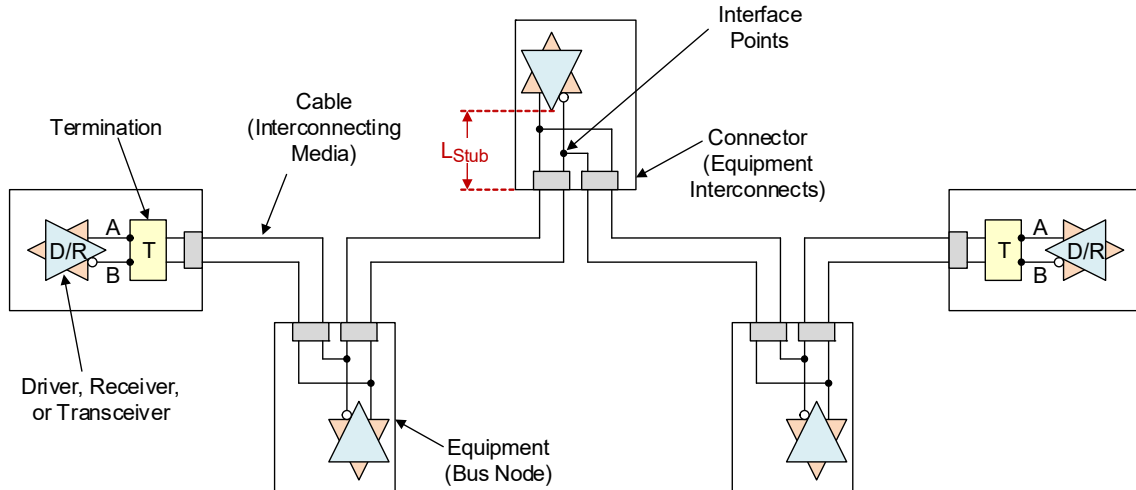 Interface
Points
Cable
(Interconnecting
Media)
Termination
L_Stub
Connector
(Equipment
Interconnects)
A
D/R
T
B
A
T
D/R
B
Driver, Receiver,
or Transceiver
Equipment
(Bus Node)